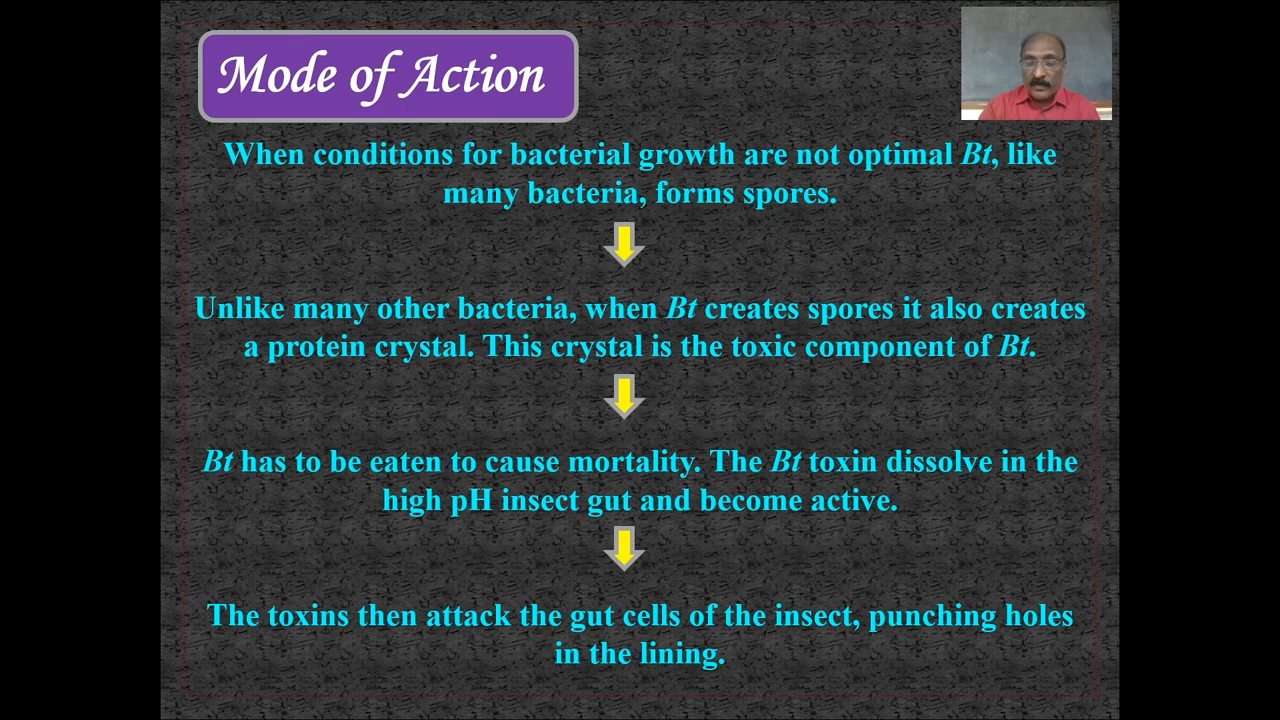 Mode of Action
When conditions for bacterial growth are not optimal Bt, like
many bacteria, forms spores.
Unlike many other bacteria, when Bt creates spores it also creates
a protein crystal. This crystal is the toxic component of Bt.
Bt has to be eaten to cause mortality. The Bt toxin dissolve in the
high pH insect gut and become active.
The toxins then attack the gut cells of the insect, punching holes
in the lining.